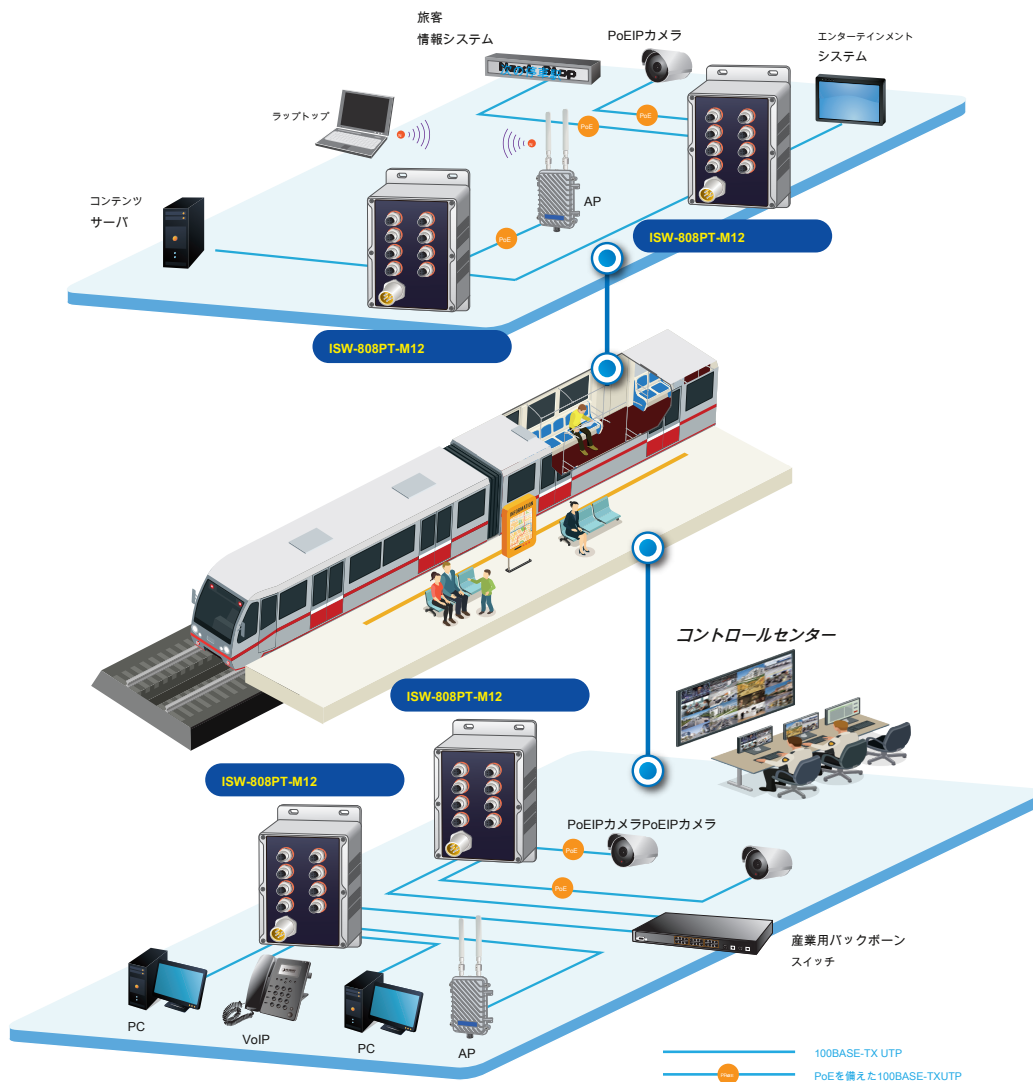 旅客
情報システム
PoEIPカメラ
エンターテインメント
システム
Next Stop
ラップトップ
PoE
PoE
コンテンツ
サーバ
AP
PoE
ISW-808PT-M12
ISW-808PT-M12
INFORMATION
コントロールセンター
ISW-808PT-M12
ISW-808PT-M12
PoEIPカメラPoEIPカメラ
PoE
PoE
産業用バックボーン
スイッチ
PC
VoIP
PC
AP
100BASE-TX UTP
PoEを備えた100BASE-TXUTP